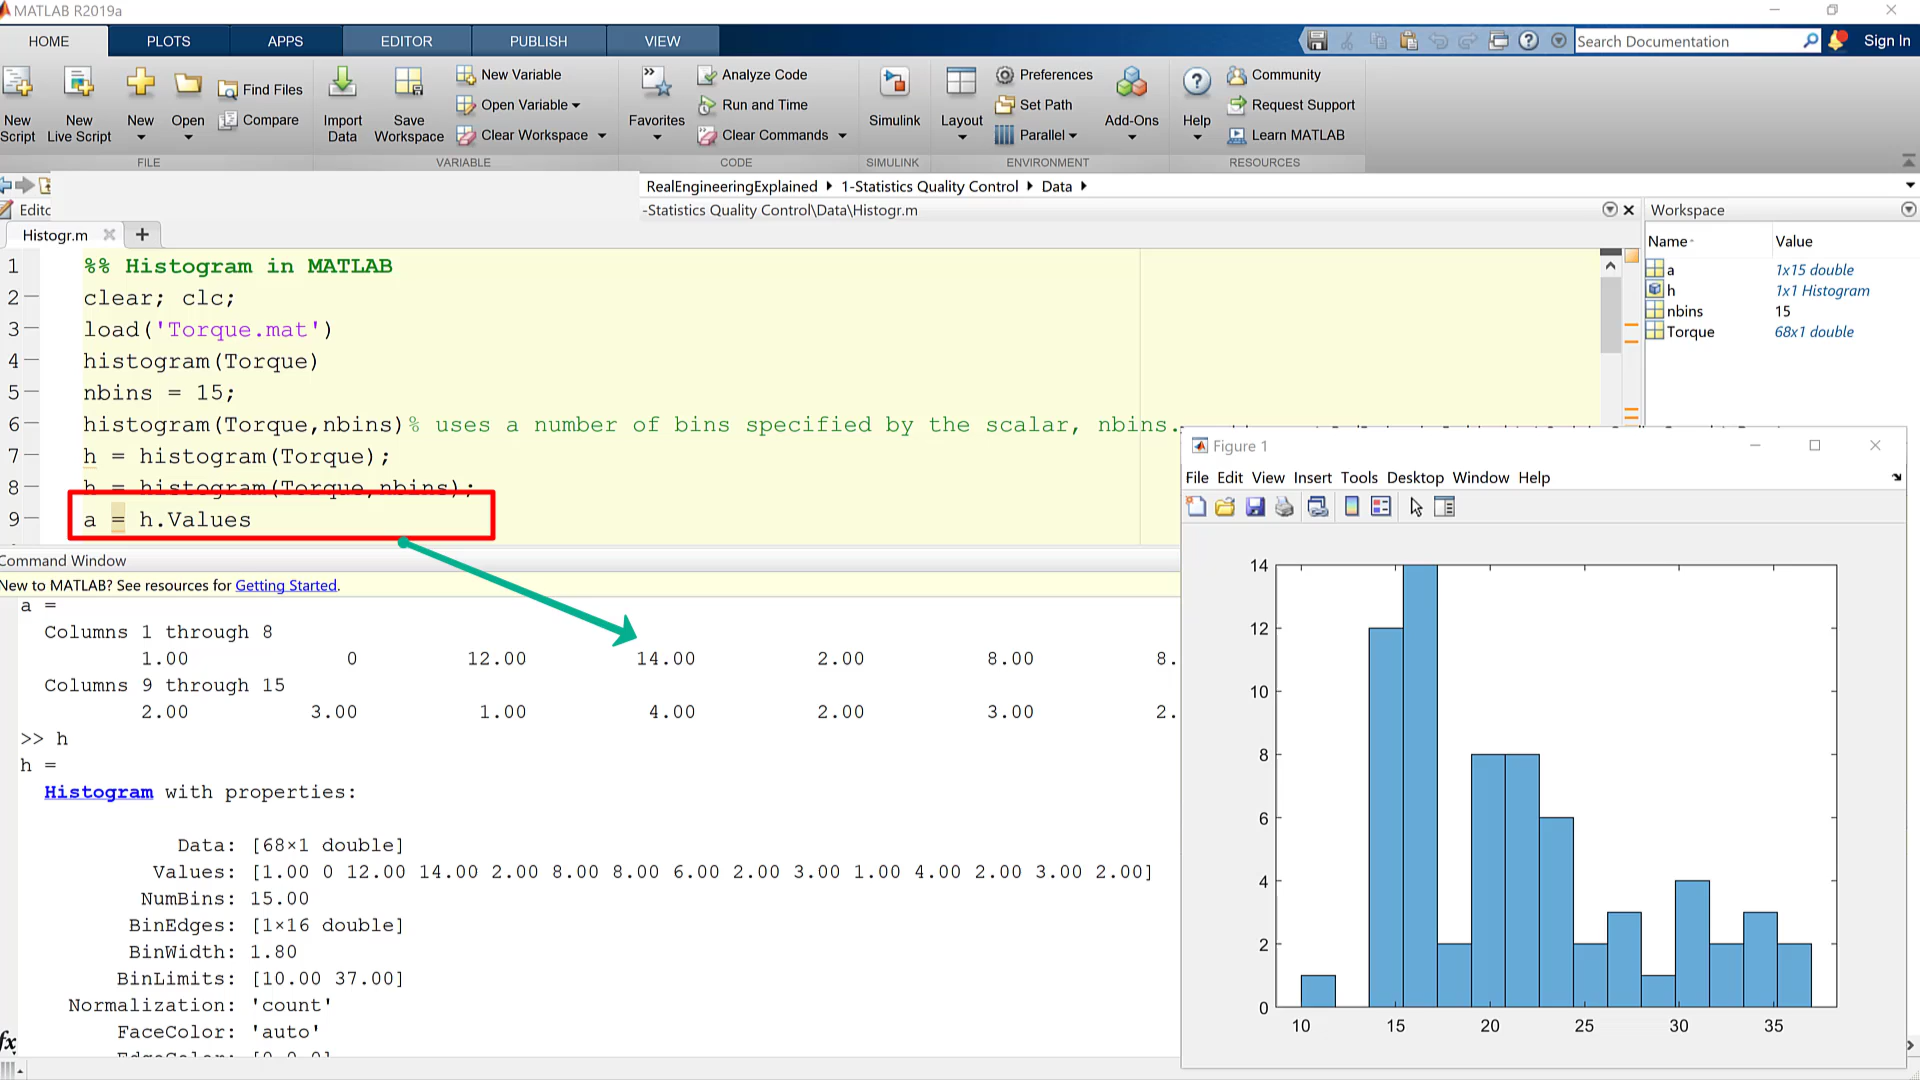 MATLAB R2019a
HOME PLOTS APPS EDITOR PUBLISH VIEW Search Documentation Sign In
New Script
New Live Script
New
Open
Find Files
Compare
FILE
Import Data
Save Workspace
New Variable
Open Variable
Clear Workspace
VARIABLE
Favorites
Analyze Code
Run and Time
Clear Commands
CODE
Simulink
SIMULINK
Layout
Preferences
Set Path
Parallel
Add-Ons
ENVIRONMENT
Help
Community
Request Support
Learn MATLAB
RESOURCES
RealEngineeringExplained 1-Statistics Quality Control Data
-Statistics Quality Control\Data\Histogr.m
Histogr.m
1 %% Histogram in MATLAB
2 clear; clc;
3 load('Torque.mat')
4 histogram(Torque)
5 nbins = 15;
6 histogram(Torque,nbins)% uses a number of bins specified by the scalar, nbins.
7 h = histogram(Torque);
8 h = histogram(Torque,nbins);
9 a = h.Values
Workspace
Name Value
a 1x15 double
h 1x1 Histogram
nbins 15
Torque 68x1 double
Command Window
New to MATLAB? See resources for Getting Started.
a =
Columns 1 through 8
1.00 0 12.00 14.00 2.00 8.00 8.
Columns 9 through 15
2.00 3.00 1.00 4.00 2.00 3.00 2.
>> h
h =
Histogram with properties:
Data: [68×1 double]
Values: [1.00 0 12.00 14.00 2.00 8.00 8.00 6.00 2.00 3.00 1.00 4.00 2.00 3.00 2.00]
NumBins: 15.00
BinEdges: [1×16 double]
BinWidth: 1.80
BinLimits: [10.00 37.00]
Normalization: 'count'
FaceColor: 'auto'
fx
Figure 1
File Edit View Insert Tools Desktop Window Help
14
12
10
8
6
4
2
0
10 15 20 25 30 35